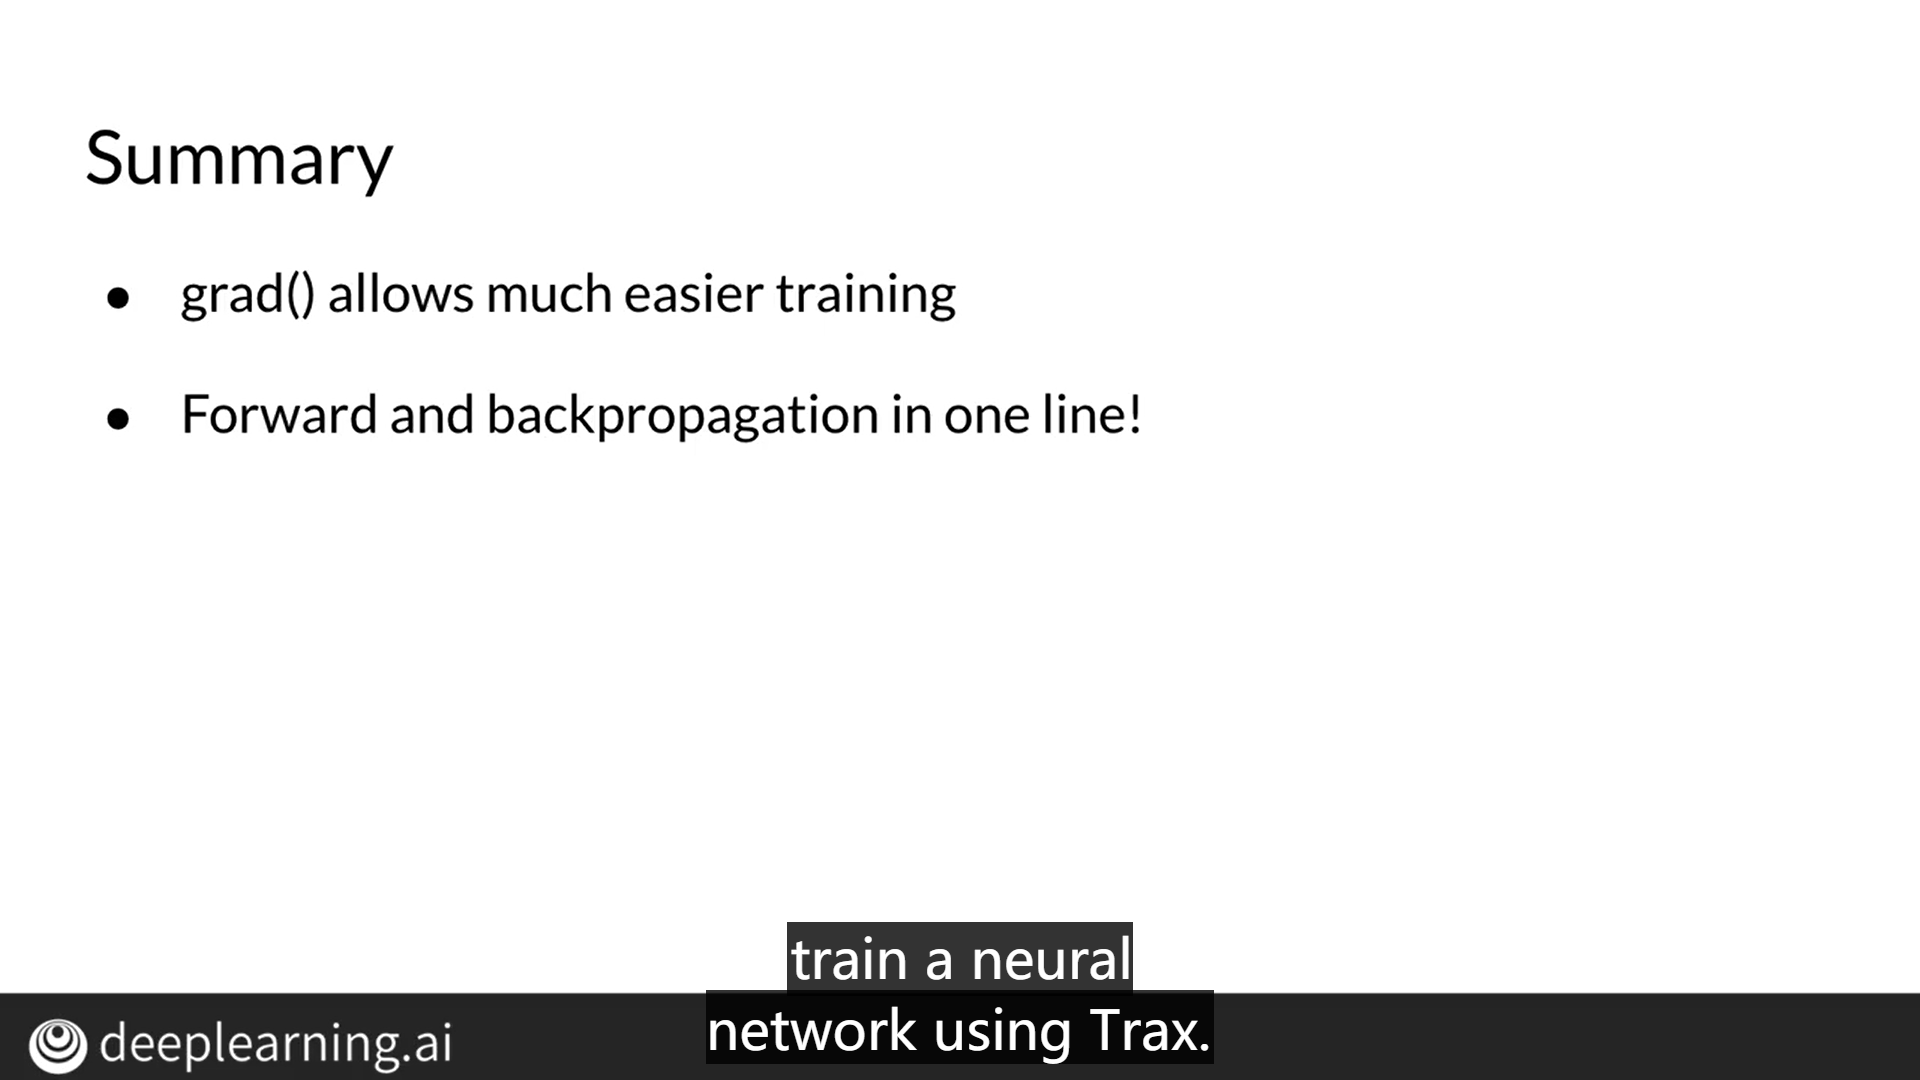 Summary
● grad() allows much easier training
● Forward and backpropagation in one line!
train a neural
network using Trax.
deeplearning.ai